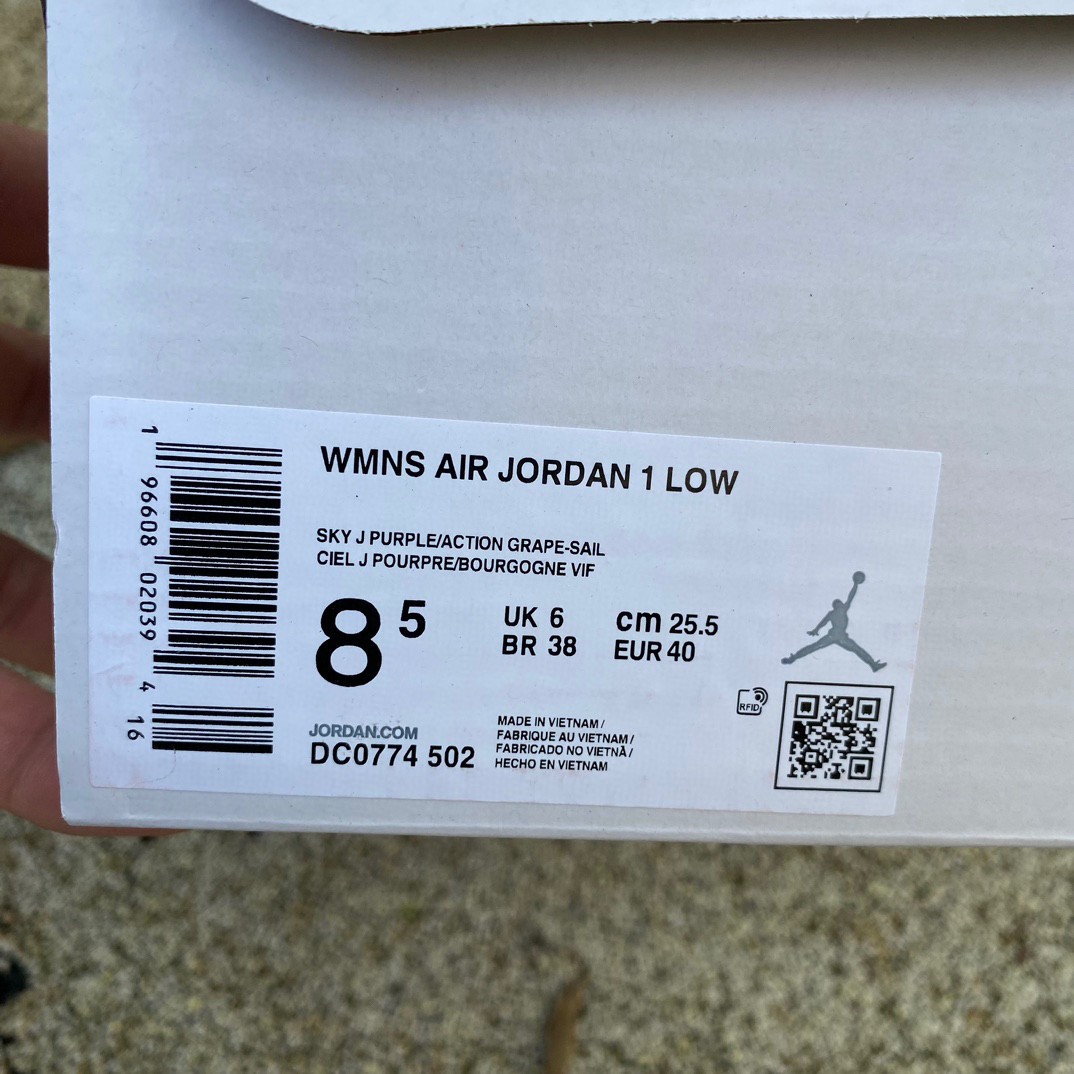 WMNS AIR JORDAN 1 LOW
SKY J PURPLE/ACTION GRAPE-SAIL
CIEL J POURPRE/BOURGOGNE VIF
8 5
UK 6
BR 38
cm 25.5
EUR 40
JORDAN.COM
DC0774 502
MADE IN VIETNAM /
FABRIQUE AU VIETNAM /
FABRICADO NO VIETNÃ /
HECHO EN VIETNAM
RFID
1 96608 02039 4 16